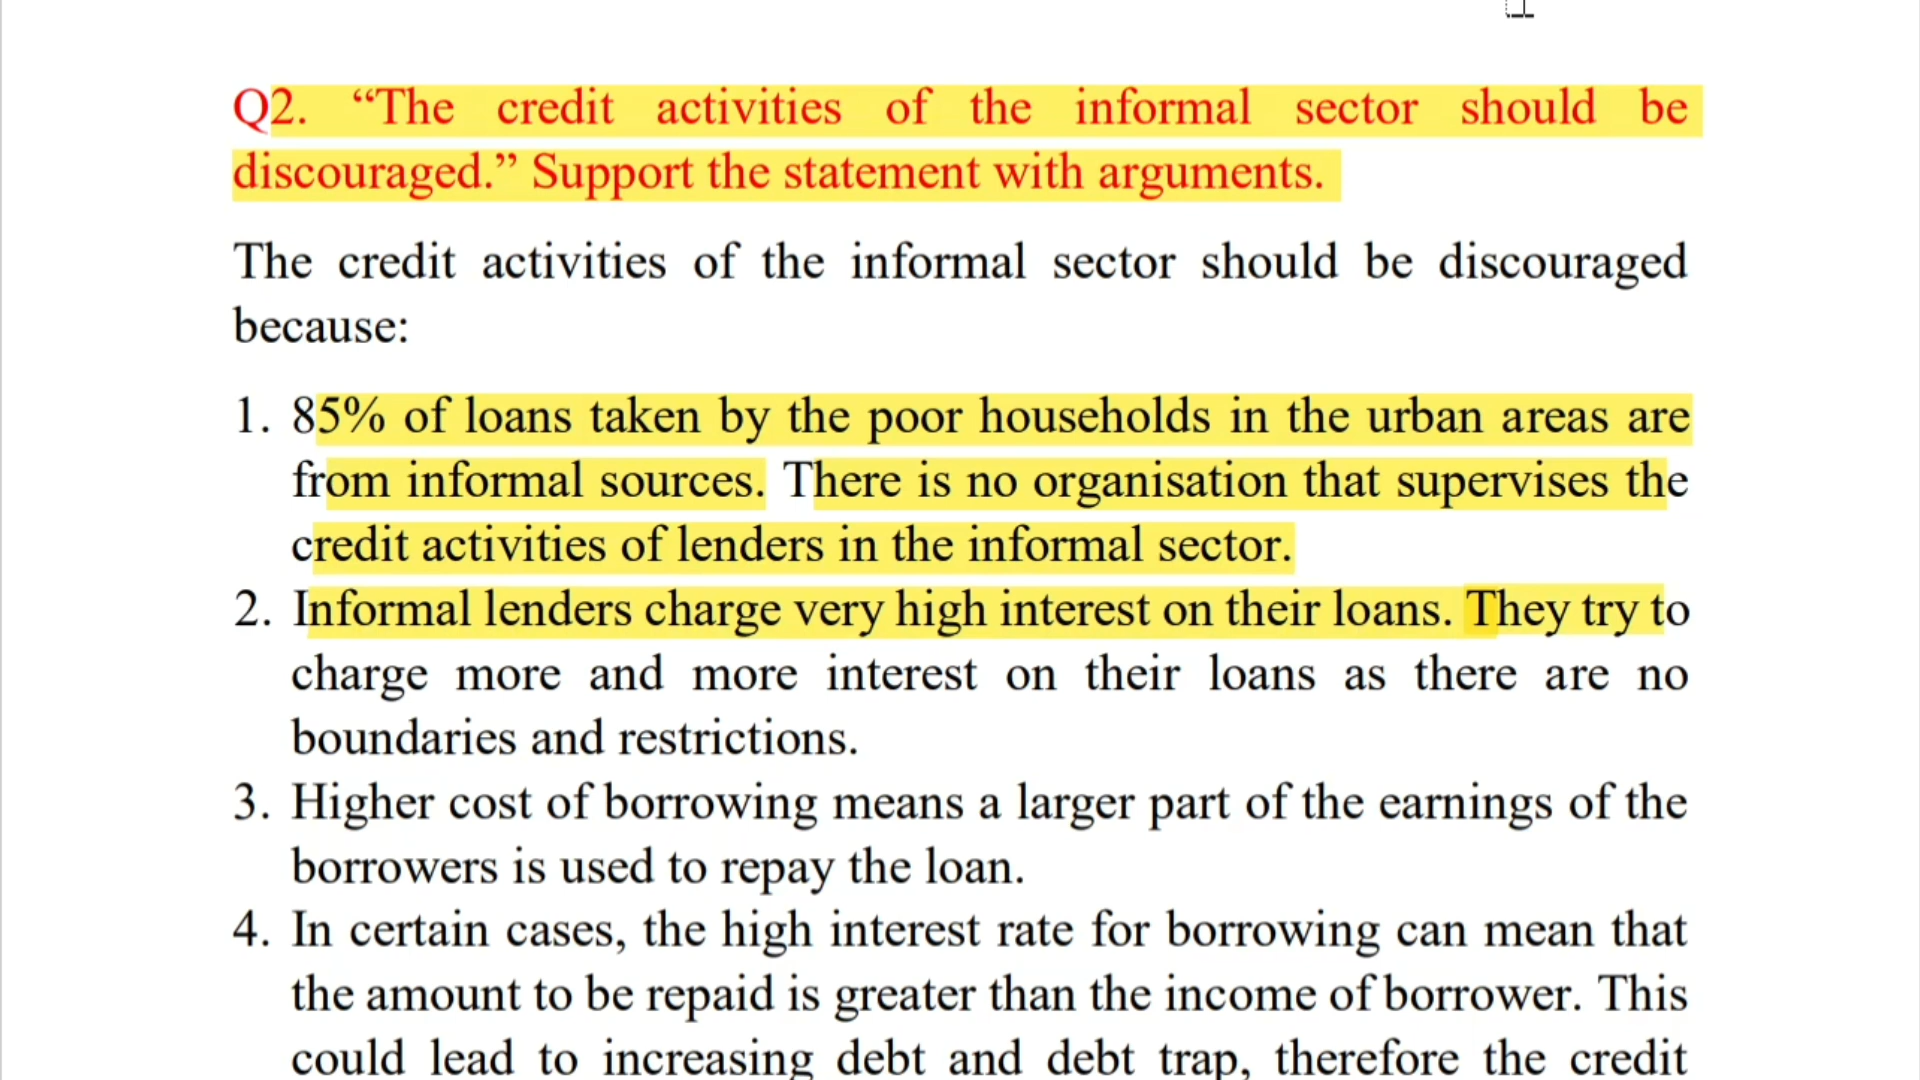 Q2. “The credit activities of the informal sector should be
discouraged.” Support the statement with arguments.
The credit activities of the informal sector should be discouraged
because:
1. 85% of loans taken by the poor households in the urban areas are
from informal sources. There is no organisation that supervises the
credit activities of lenders in the informal sector.
2. Informal lenders charge very high interest on their loans. They try to
charge more and more interest on their loans as there are no
boundaries and restrictions.
3. Higher cost of borrowing means a larger part of the earnings of the
borrowers is used to repay the loan.
4. In certain cases, the high interest rate for borrowing can mean that
the amount to be repaid is greater than the income of borrower. This
could lead to increasing debt and debt trap, therefore the credit